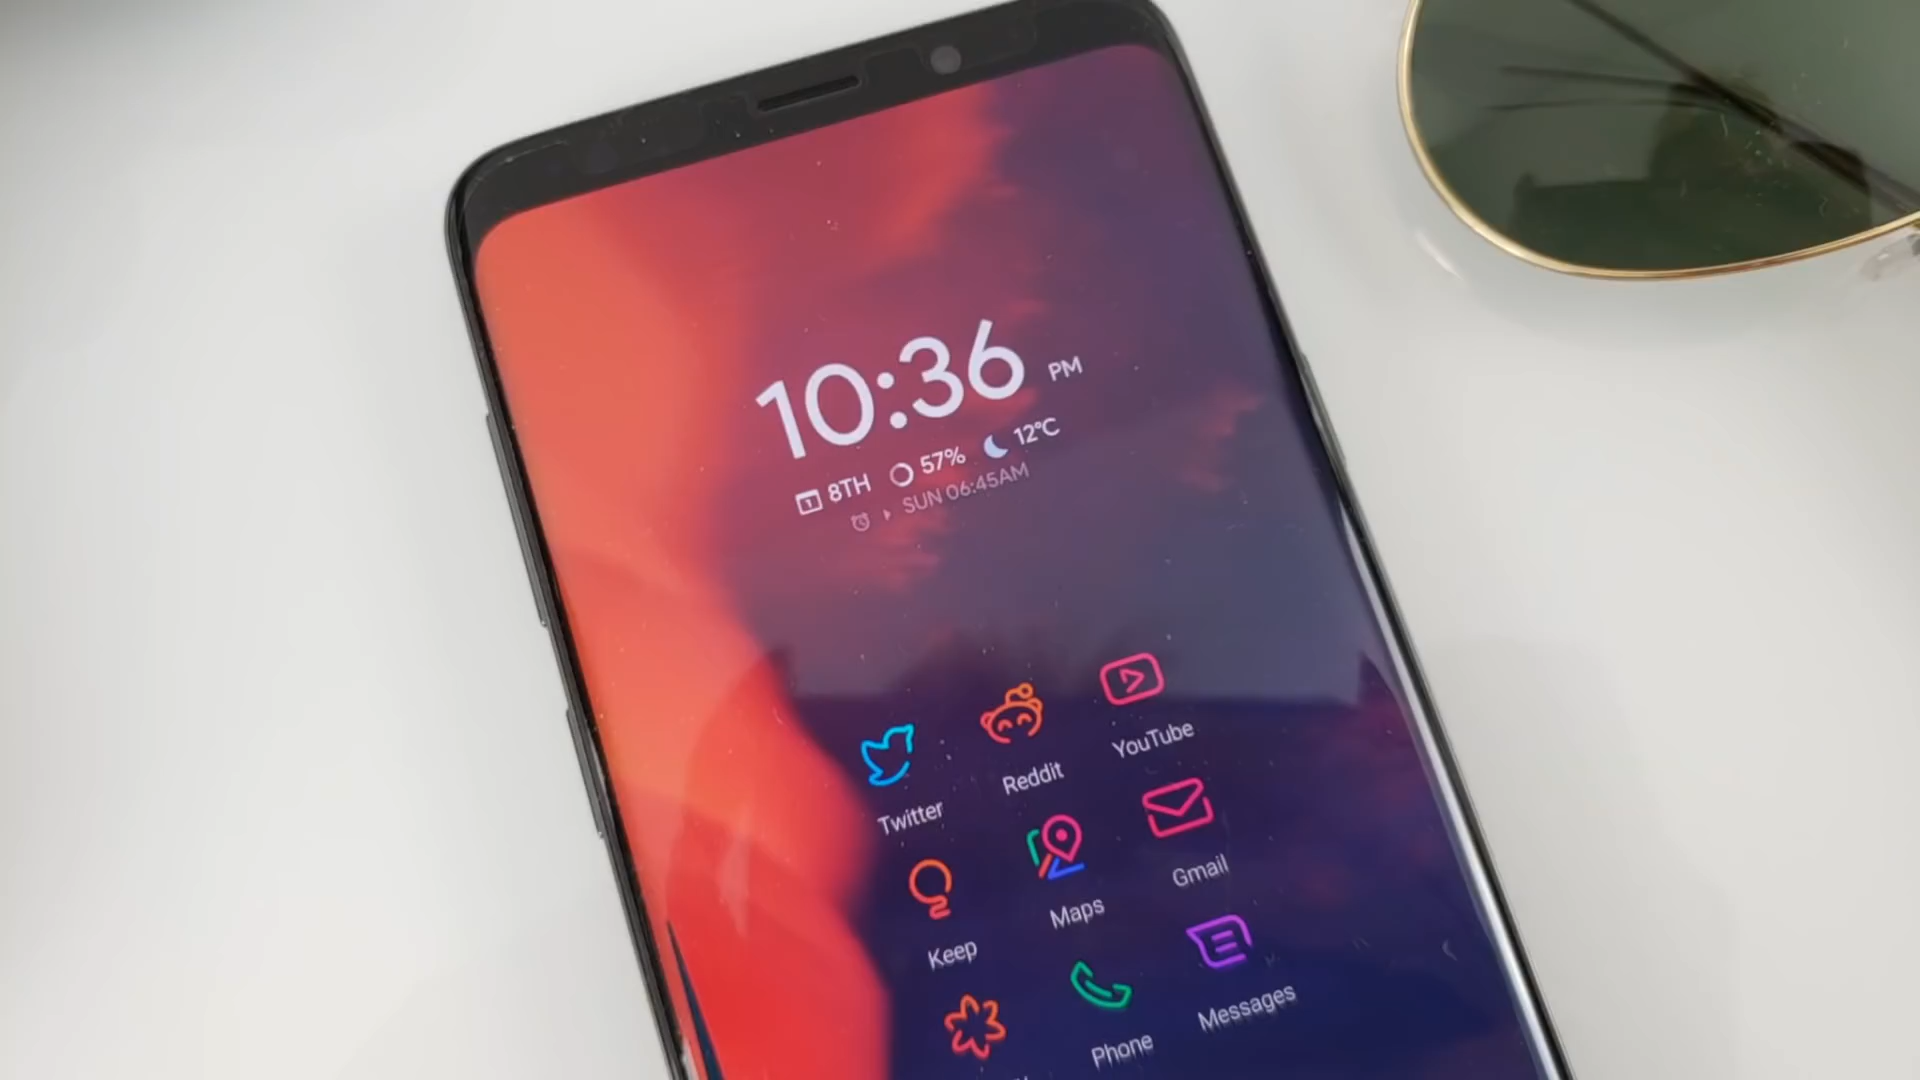 10:36 PM
8TH 57% 12°C
SUN 06:45AM
Twitter Reddit YouTube
Keep Maps Gmail
Phone Messages